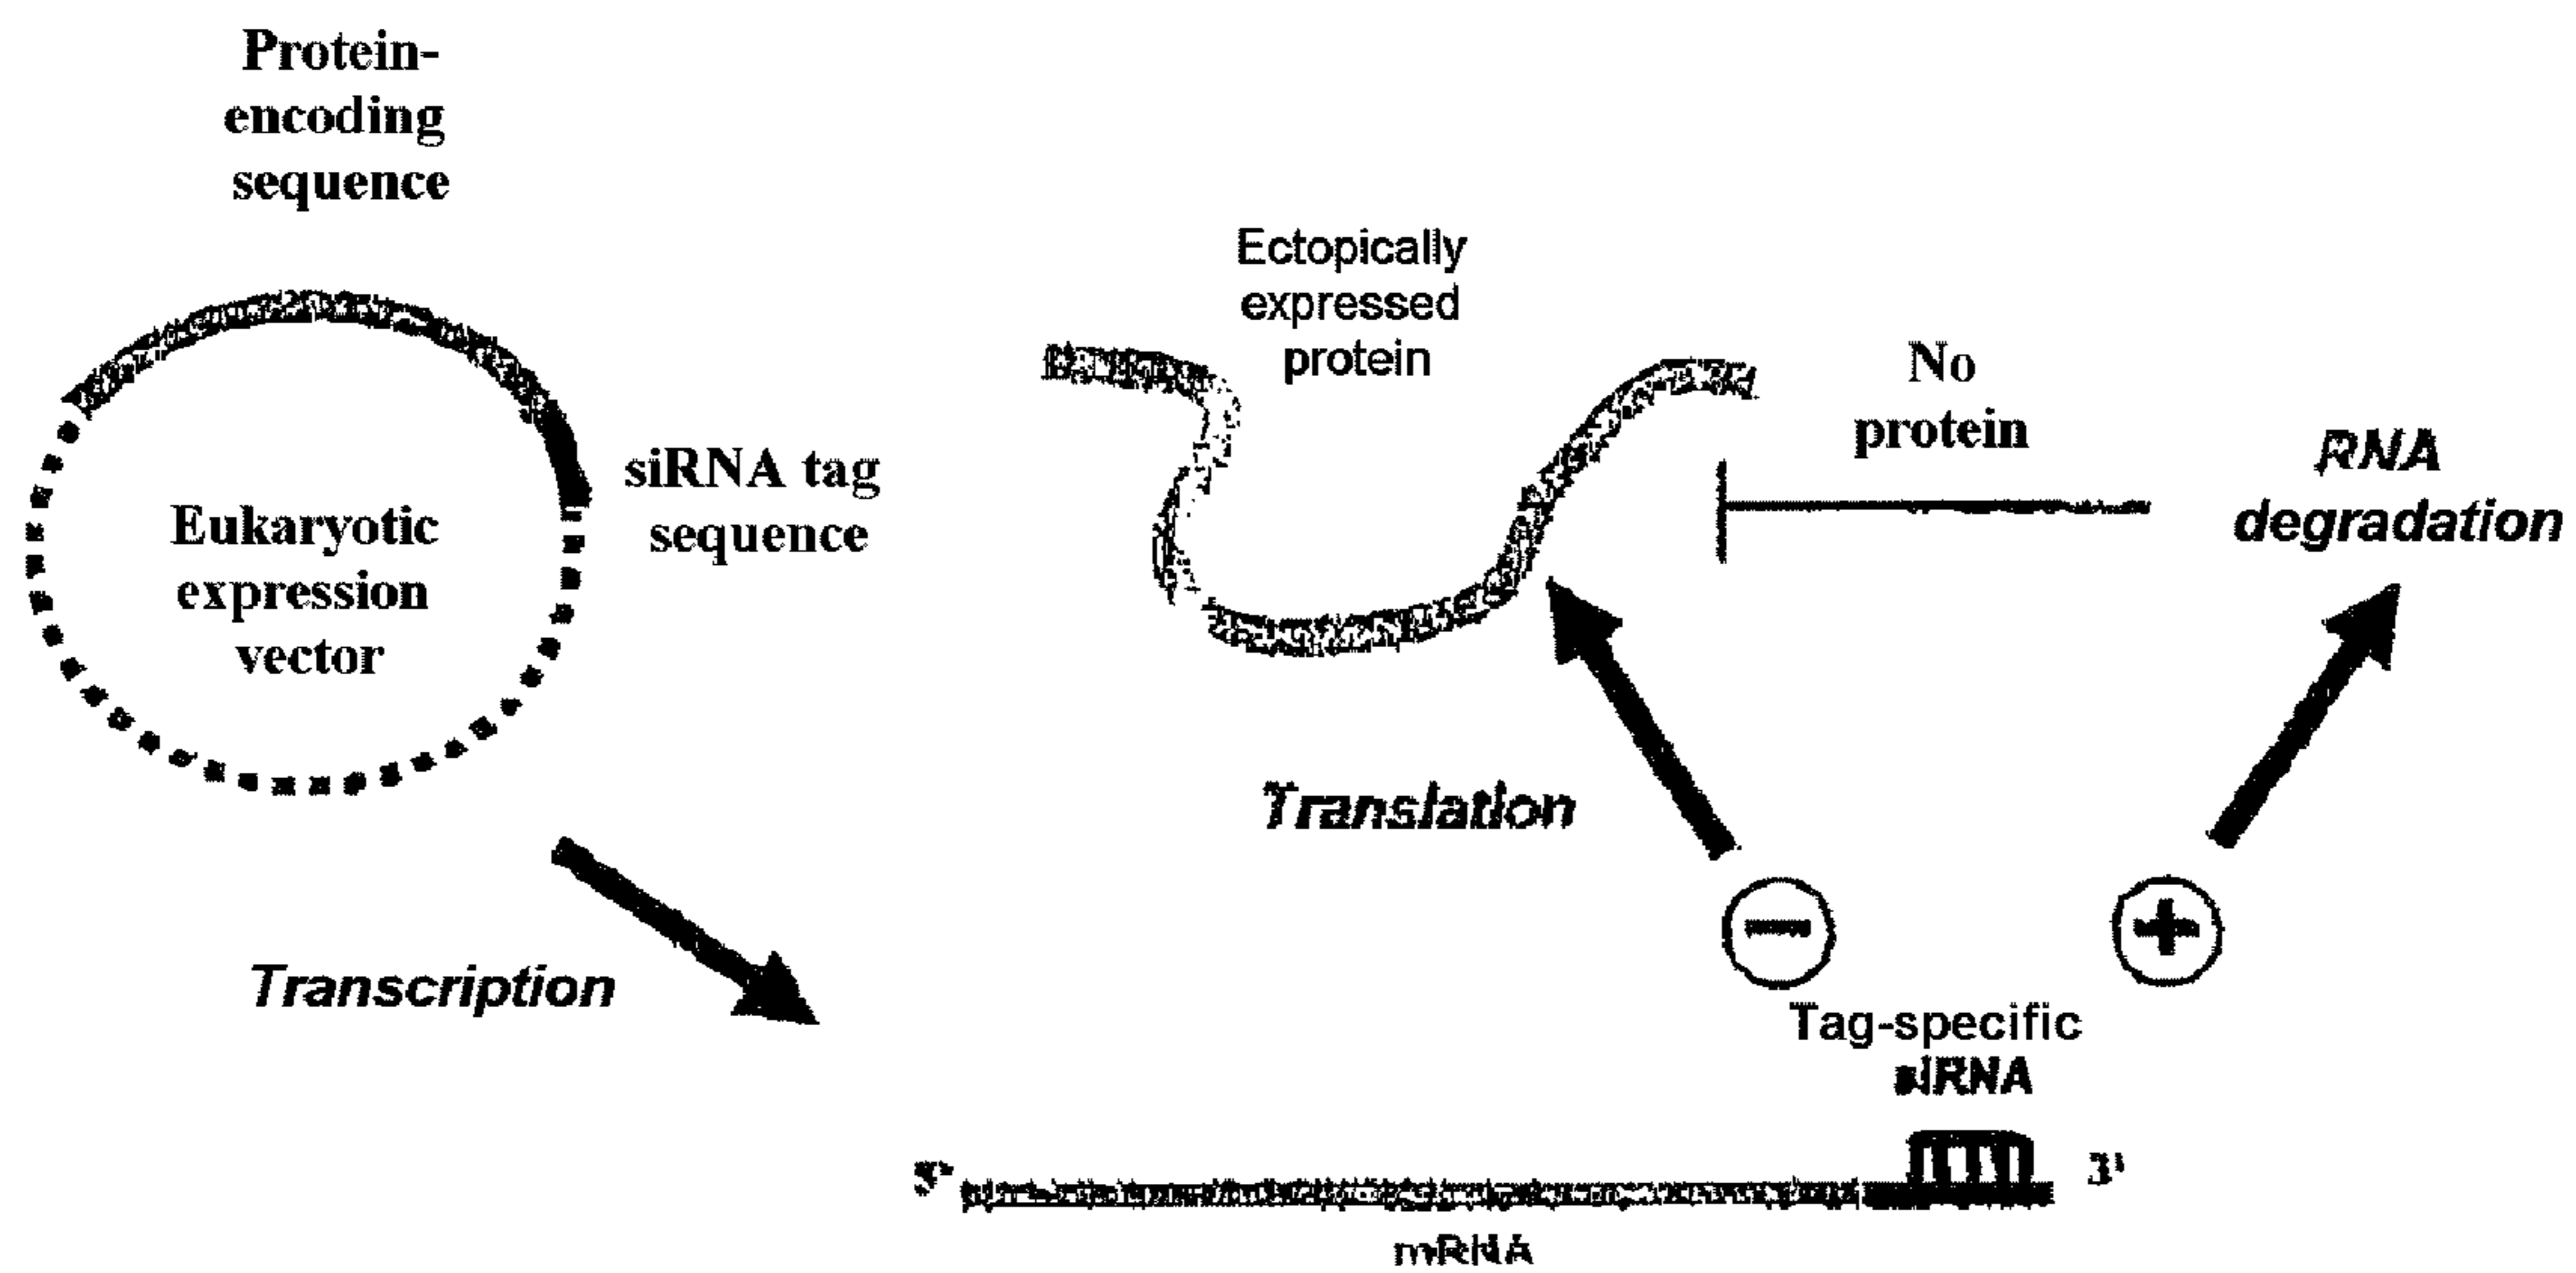 Protein-
encoding
sequence
Eukaryotic
expression
vector
siRNA tag
sequence
Transcription
Ectopically
expressed
protein
No
protein
RNA
degradation
Translation
−
+
Tag-specific
siRNA
5'
3'
mRNA